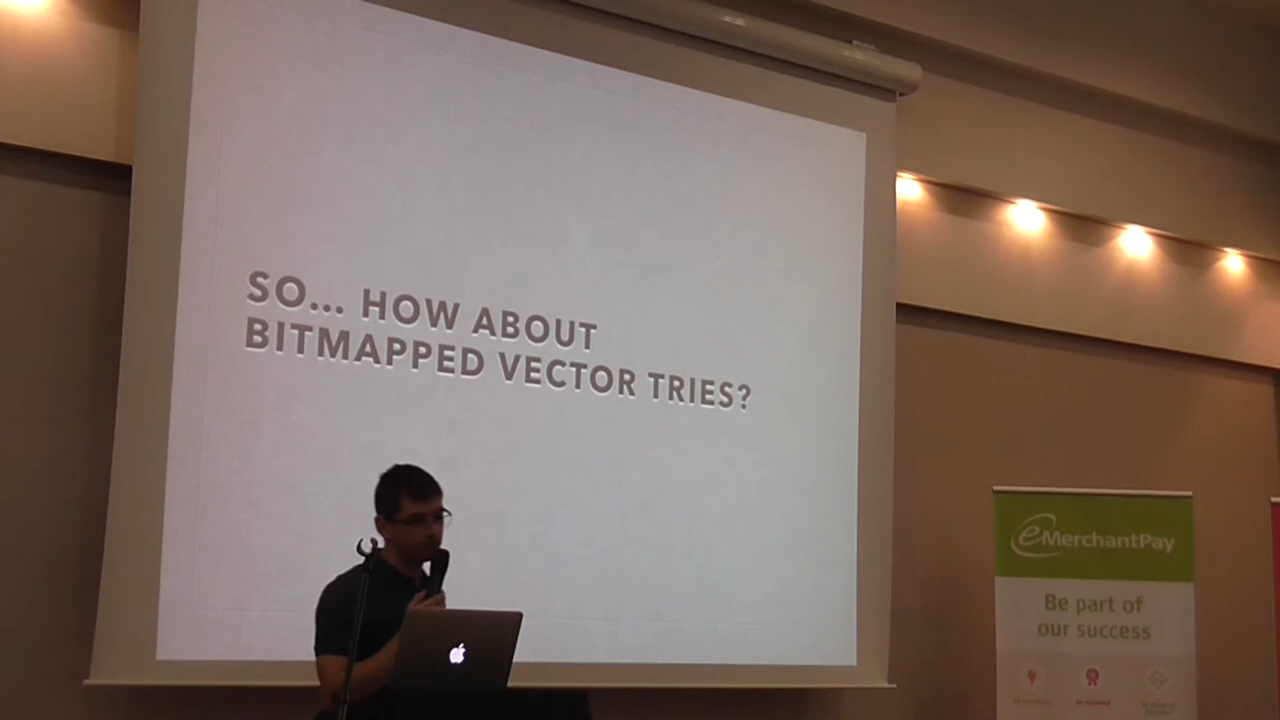 SO... HOW ABOUT
BITMAPPED VECTOR TRIES?
eMerchantPay
Be part of
our success